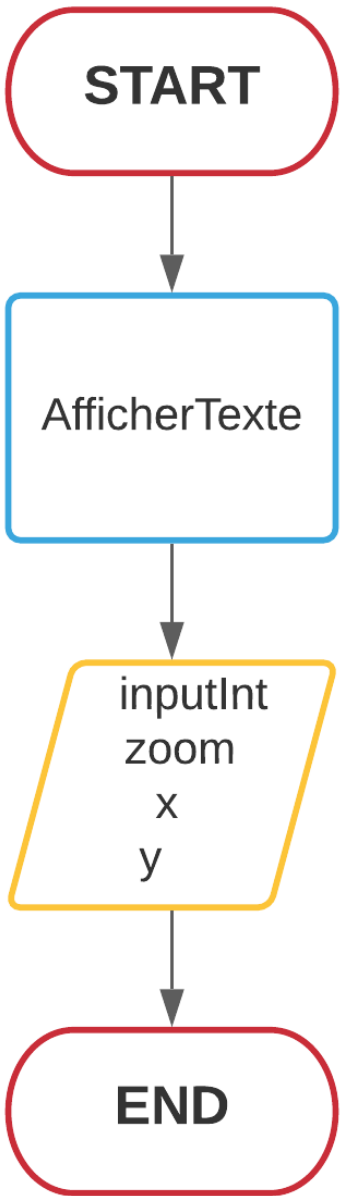 START
AfficherTexte
inputInt
zoom
x
y
END